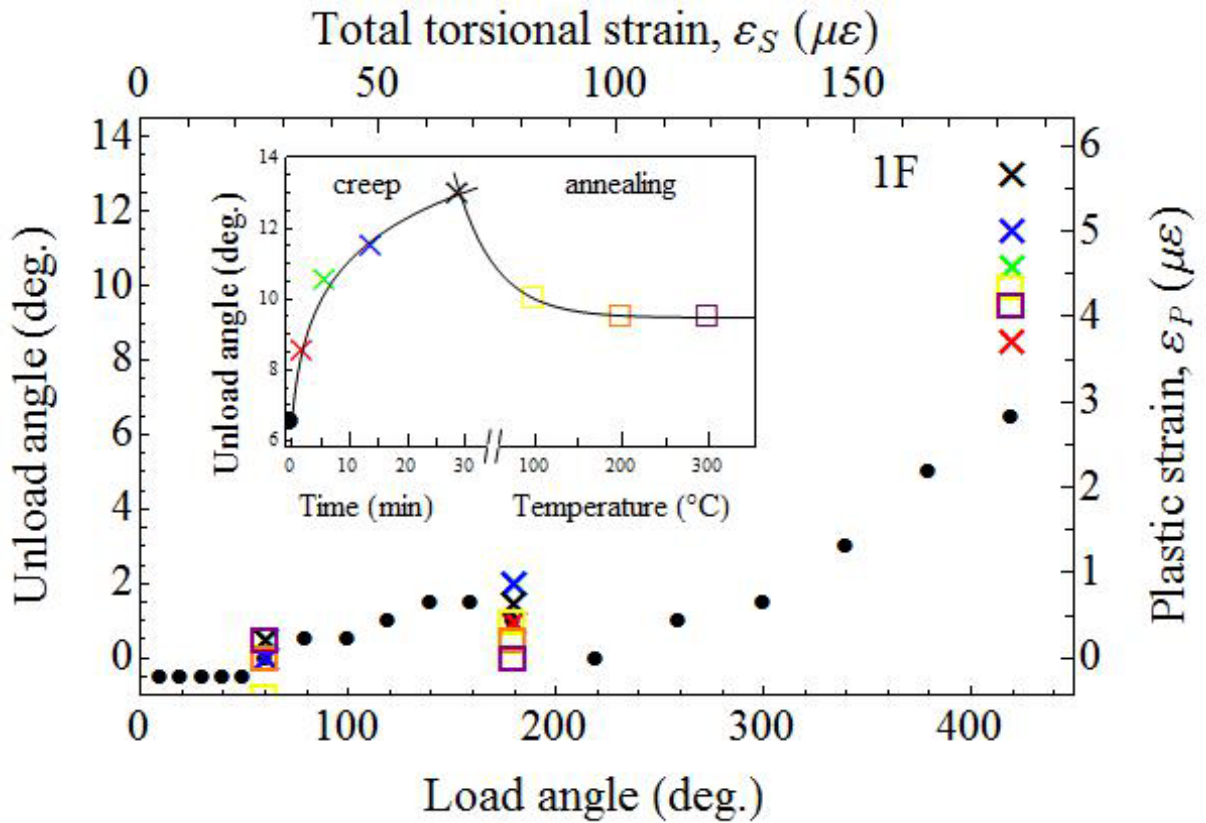 Total torsional strain, εS (με)
0 50 100 150
14 12 10 8 6 4 2 0
Unload angle (deg.)
6 5 4 3 2 1 0
Plastic strain, εP (με)
1F
creep annealing
14 12 10 8 6
Unload angle (deg.)
0 10 20 30 100 200 300
Time (min) Temperature (°C)
0 100 200 300 400
Load angle (deg.)